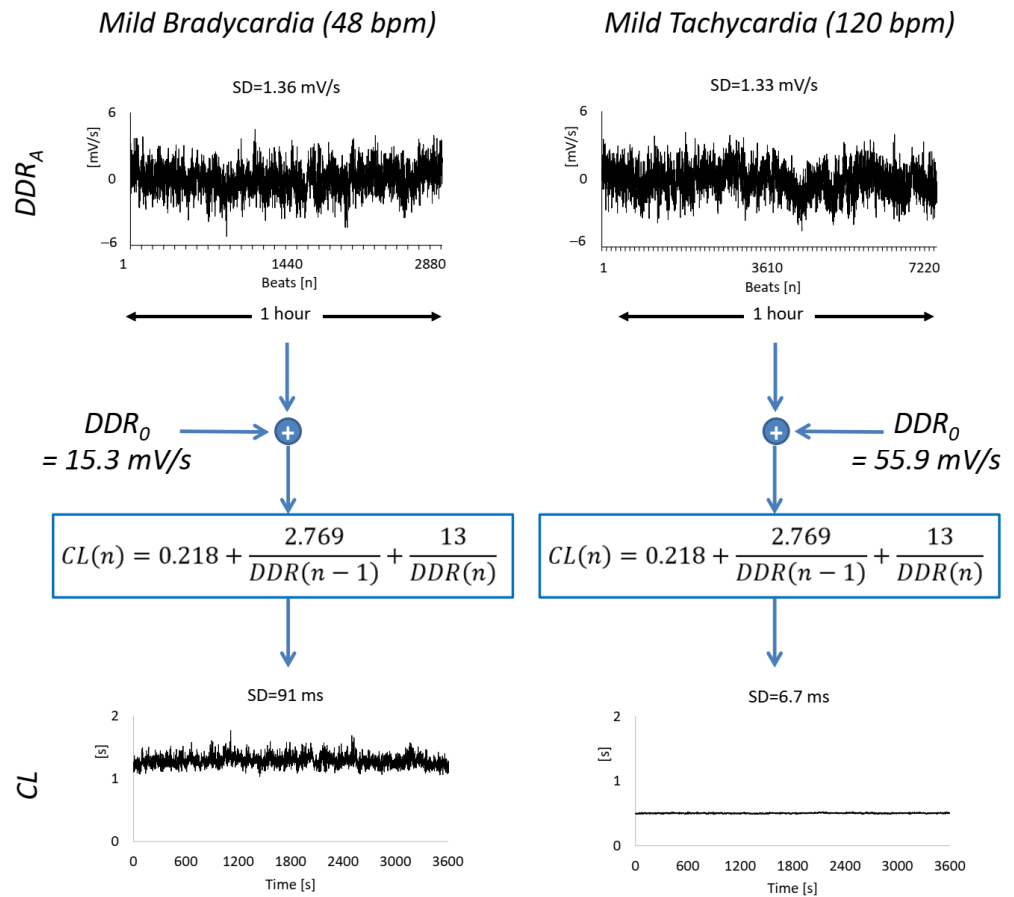 Mild Bradycardia (48 bpm)
Mild Tachycardia (120 bpm)
DDR_A
SD=1.36 mV/s
[mV/s]
6
0
−6
1 1440 2880
Beats [n]
1 hour
SD=1.33 mV/s
[mV/s]
6
0
−6
1 3610 7220
Beats [n]
1 hour
DDR_0
= 15.3 mV/s
+
+
DDR_0
= 55.9 mV/s
CL(n) = 0.218 + 2.769/DDR(n − 1) + 13/DDR(n)
CL(n) = 0.218 + 2.769/DDR(n − 1) + 13/DDR(n)
CL
SD=91 ms
[s]
2
1
0
0 600 1200 1800 2400 3000 3600
Time [s]
SD=6.7 ms
[s]
2
1
0
0 600 1200 1800 2400 3000 3600
Time [s]